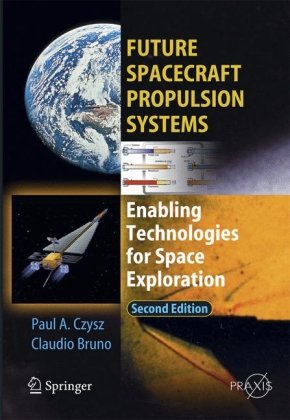 FUTURE
SPACECRAFT
PROPULSION
SYSTEMS
Enabling
Technologies
for Space
Exploration
Second Edition
Paul A. Czysz
Claudio Bruno
Springer
PRAXIS